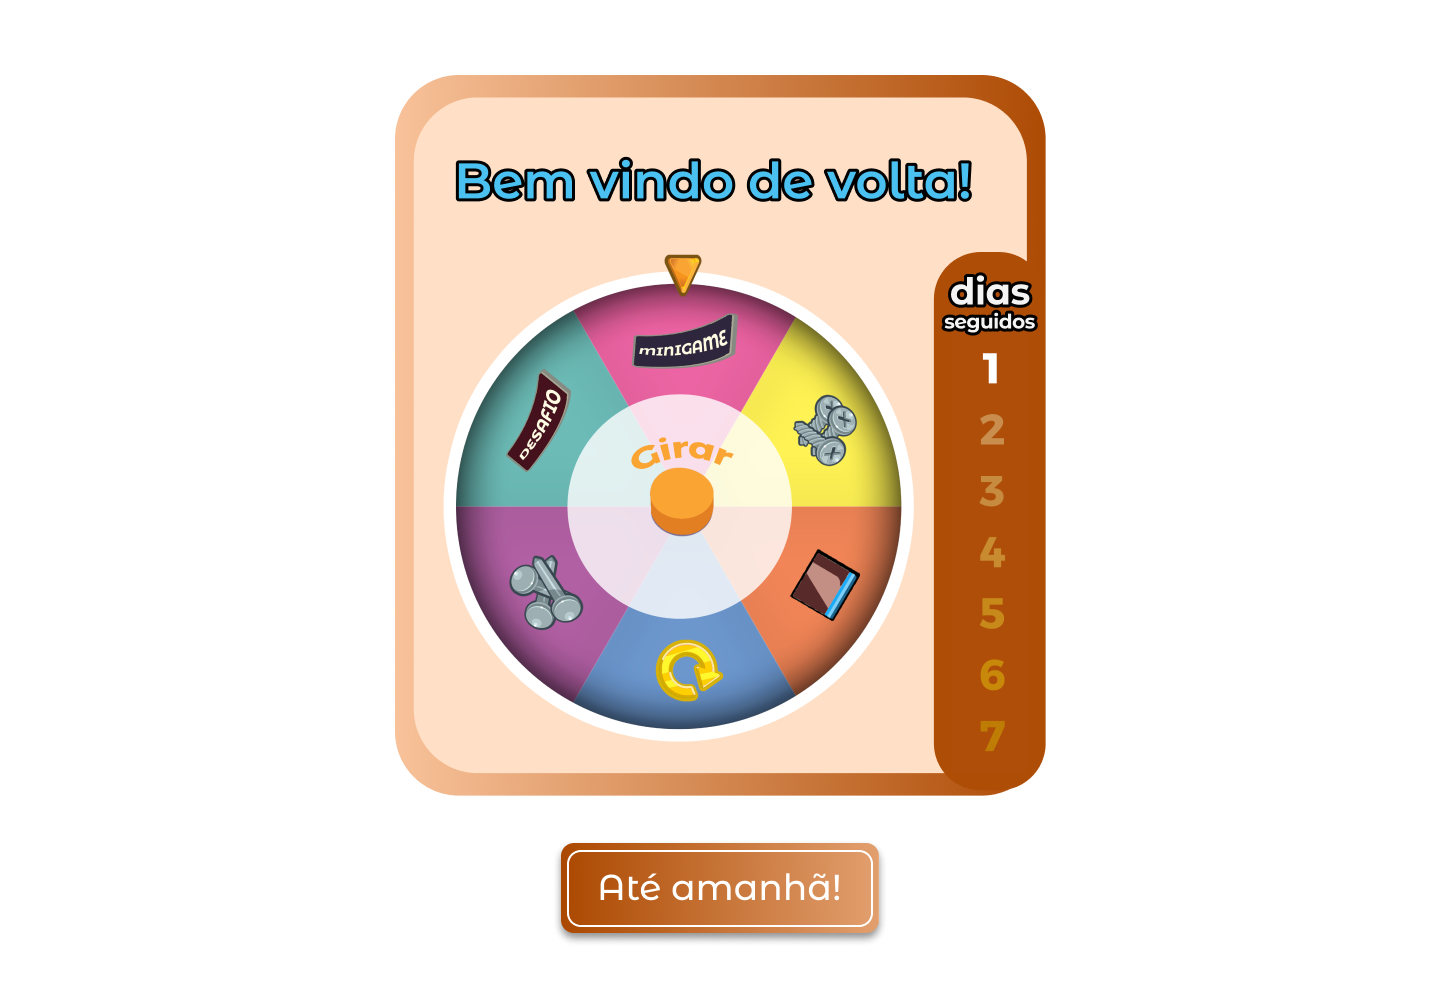 Bem vindo de volta!
dias
seguidos
MINIGAME
DESAFIO
Girar
1
2
3
4
5
6
7
Até amanhã!